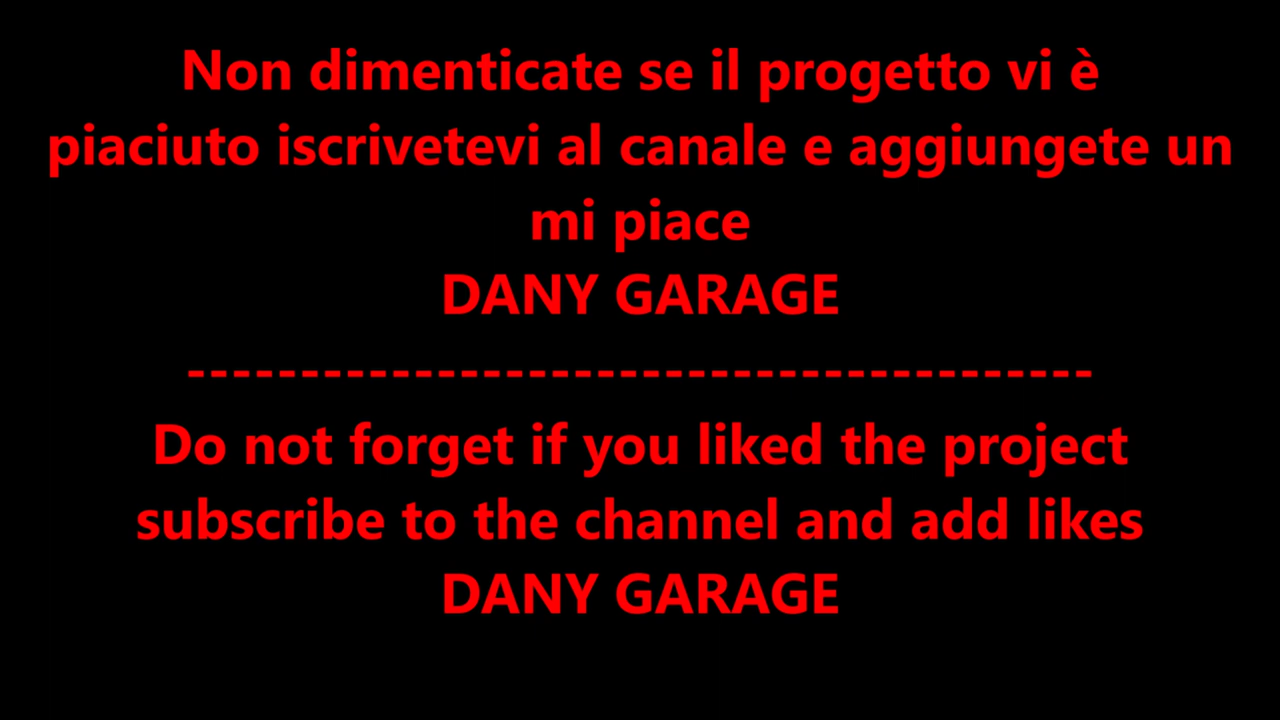 Non dimenticate se il progetto vi è
piaciuto iscrivetevi al canale e aggiungete un
mi piace
DANY GARAGE
----------------------------------------
Do not forget if you liked the project
subscribe to the channel and add likes
DANY GARAGE